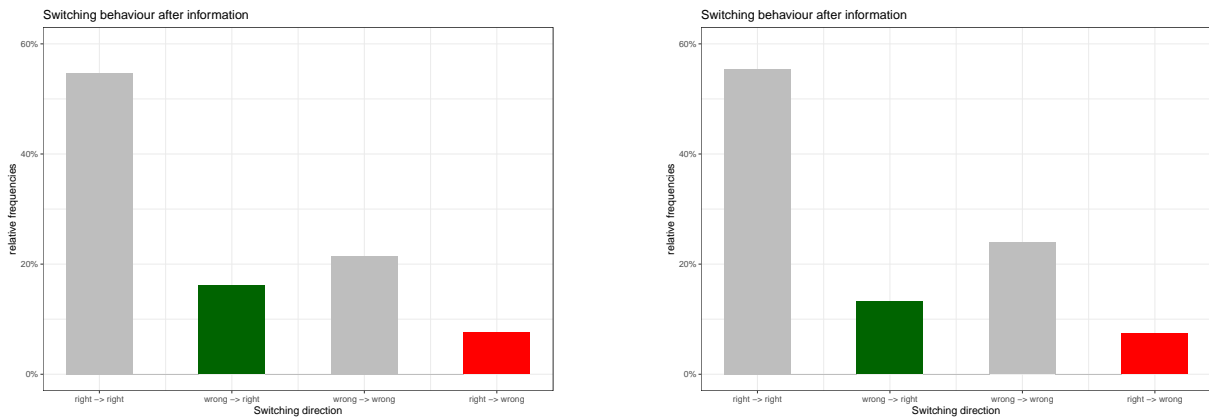 Switching behaviour after information
60%
40%
20%
0%
relative frequencies
right −> right
wrong −> right
wrong −> wrong
right −> wrong
Switching direction
Switching behaviour after information
60%
40%
20%
0%
relative frequencies
right −> right
wrong −> right
wrong −> wrong
right −> wrong
Switching direction